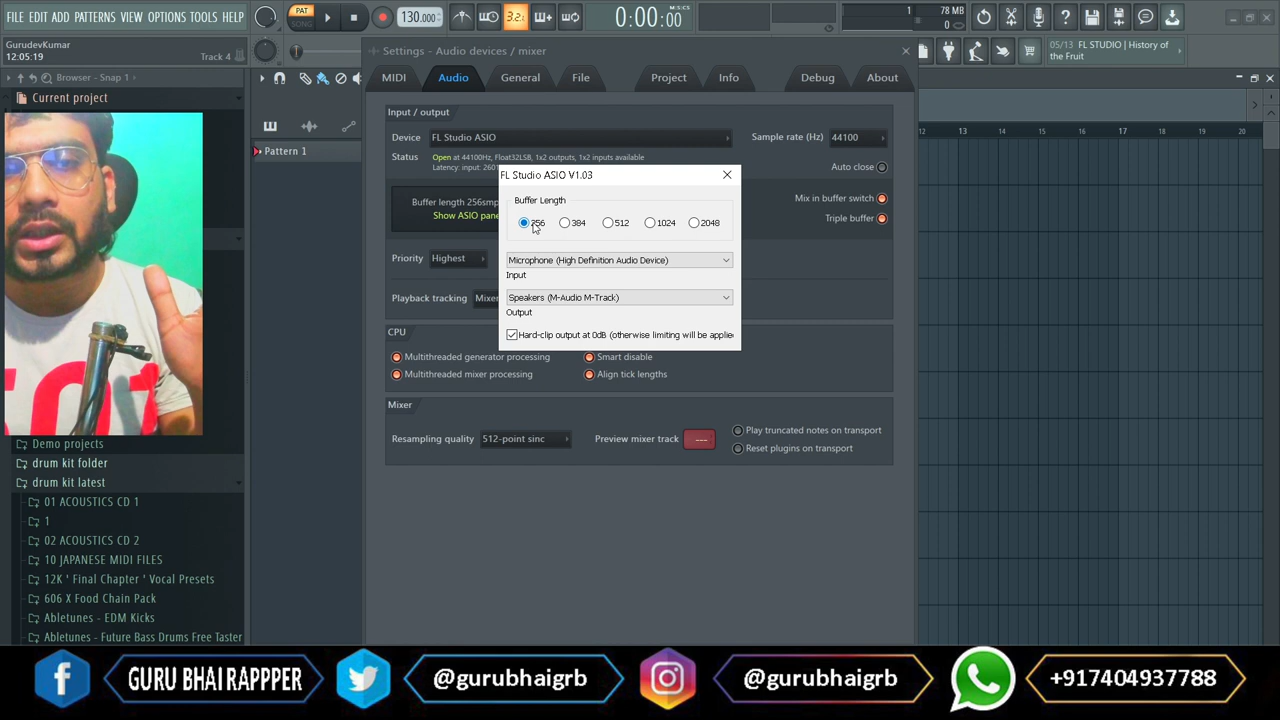 FILE EDIT ADD PATTERNS VIEW OPTIONS TOOLS HELP
PAT
SONG
130.000
3.2
0:00:00
M:S:CS
1
78 MB
0
GurudevKumar
12:05:19
Track 4
05/13 FL STUDIO | History of
the Fruit
Browser - Snap 1
Current project
Settings - Audio devices / mixer
MIDI
Audio
General
File
Project
Info
Debug
About
Input / output
Device
FL Studio ASIO
Sample rate (Hz)
44100
Status
Open at 44100Hz, Float32LSB, 1x2 outputs, 1x2 inputs available
Latency: input: 260
Auto close
Buffer length 256smp
Show ASIO pane
Mix in buffer switch
Triple buffer
Priority
Highest
Playback tracking
Mixer
FL Studio ASIO V1.03
Buffer Length
256
384
512
1024
2048
Microphone (High Definition Audio Device)
Input
Speakers (M-Audio M-Track)
Output
Hard-clip output at 0dB (otherwise limiting will be applie
CPU
Multithreaded generator processing
Smart disable
Multithreaded mixer processing
Align tick lengths
Mixer
Resampling quality
512-point sinc
Preview mixer track
---
Play truncated notes on transport
Reset plugins on transport
Pattern 1
12 13 14 15 16 17 18 19 20
Demo projects
drum kit folder
drum kit latest
01 ACOUSTICS CD 1
1
02 ACOUSTICS CD 2
10 JAPANESE MIDI FILES
12K ' Final Chapter ' Vocal Presets
606 X Food Chain Pack
Abletunes - EDM Kicks
Abletunes - Future Bass Drums Free Taster
GURU BHAI RAPPPER
@gurubhaigrb
@gurubhaigrb
+917404937788